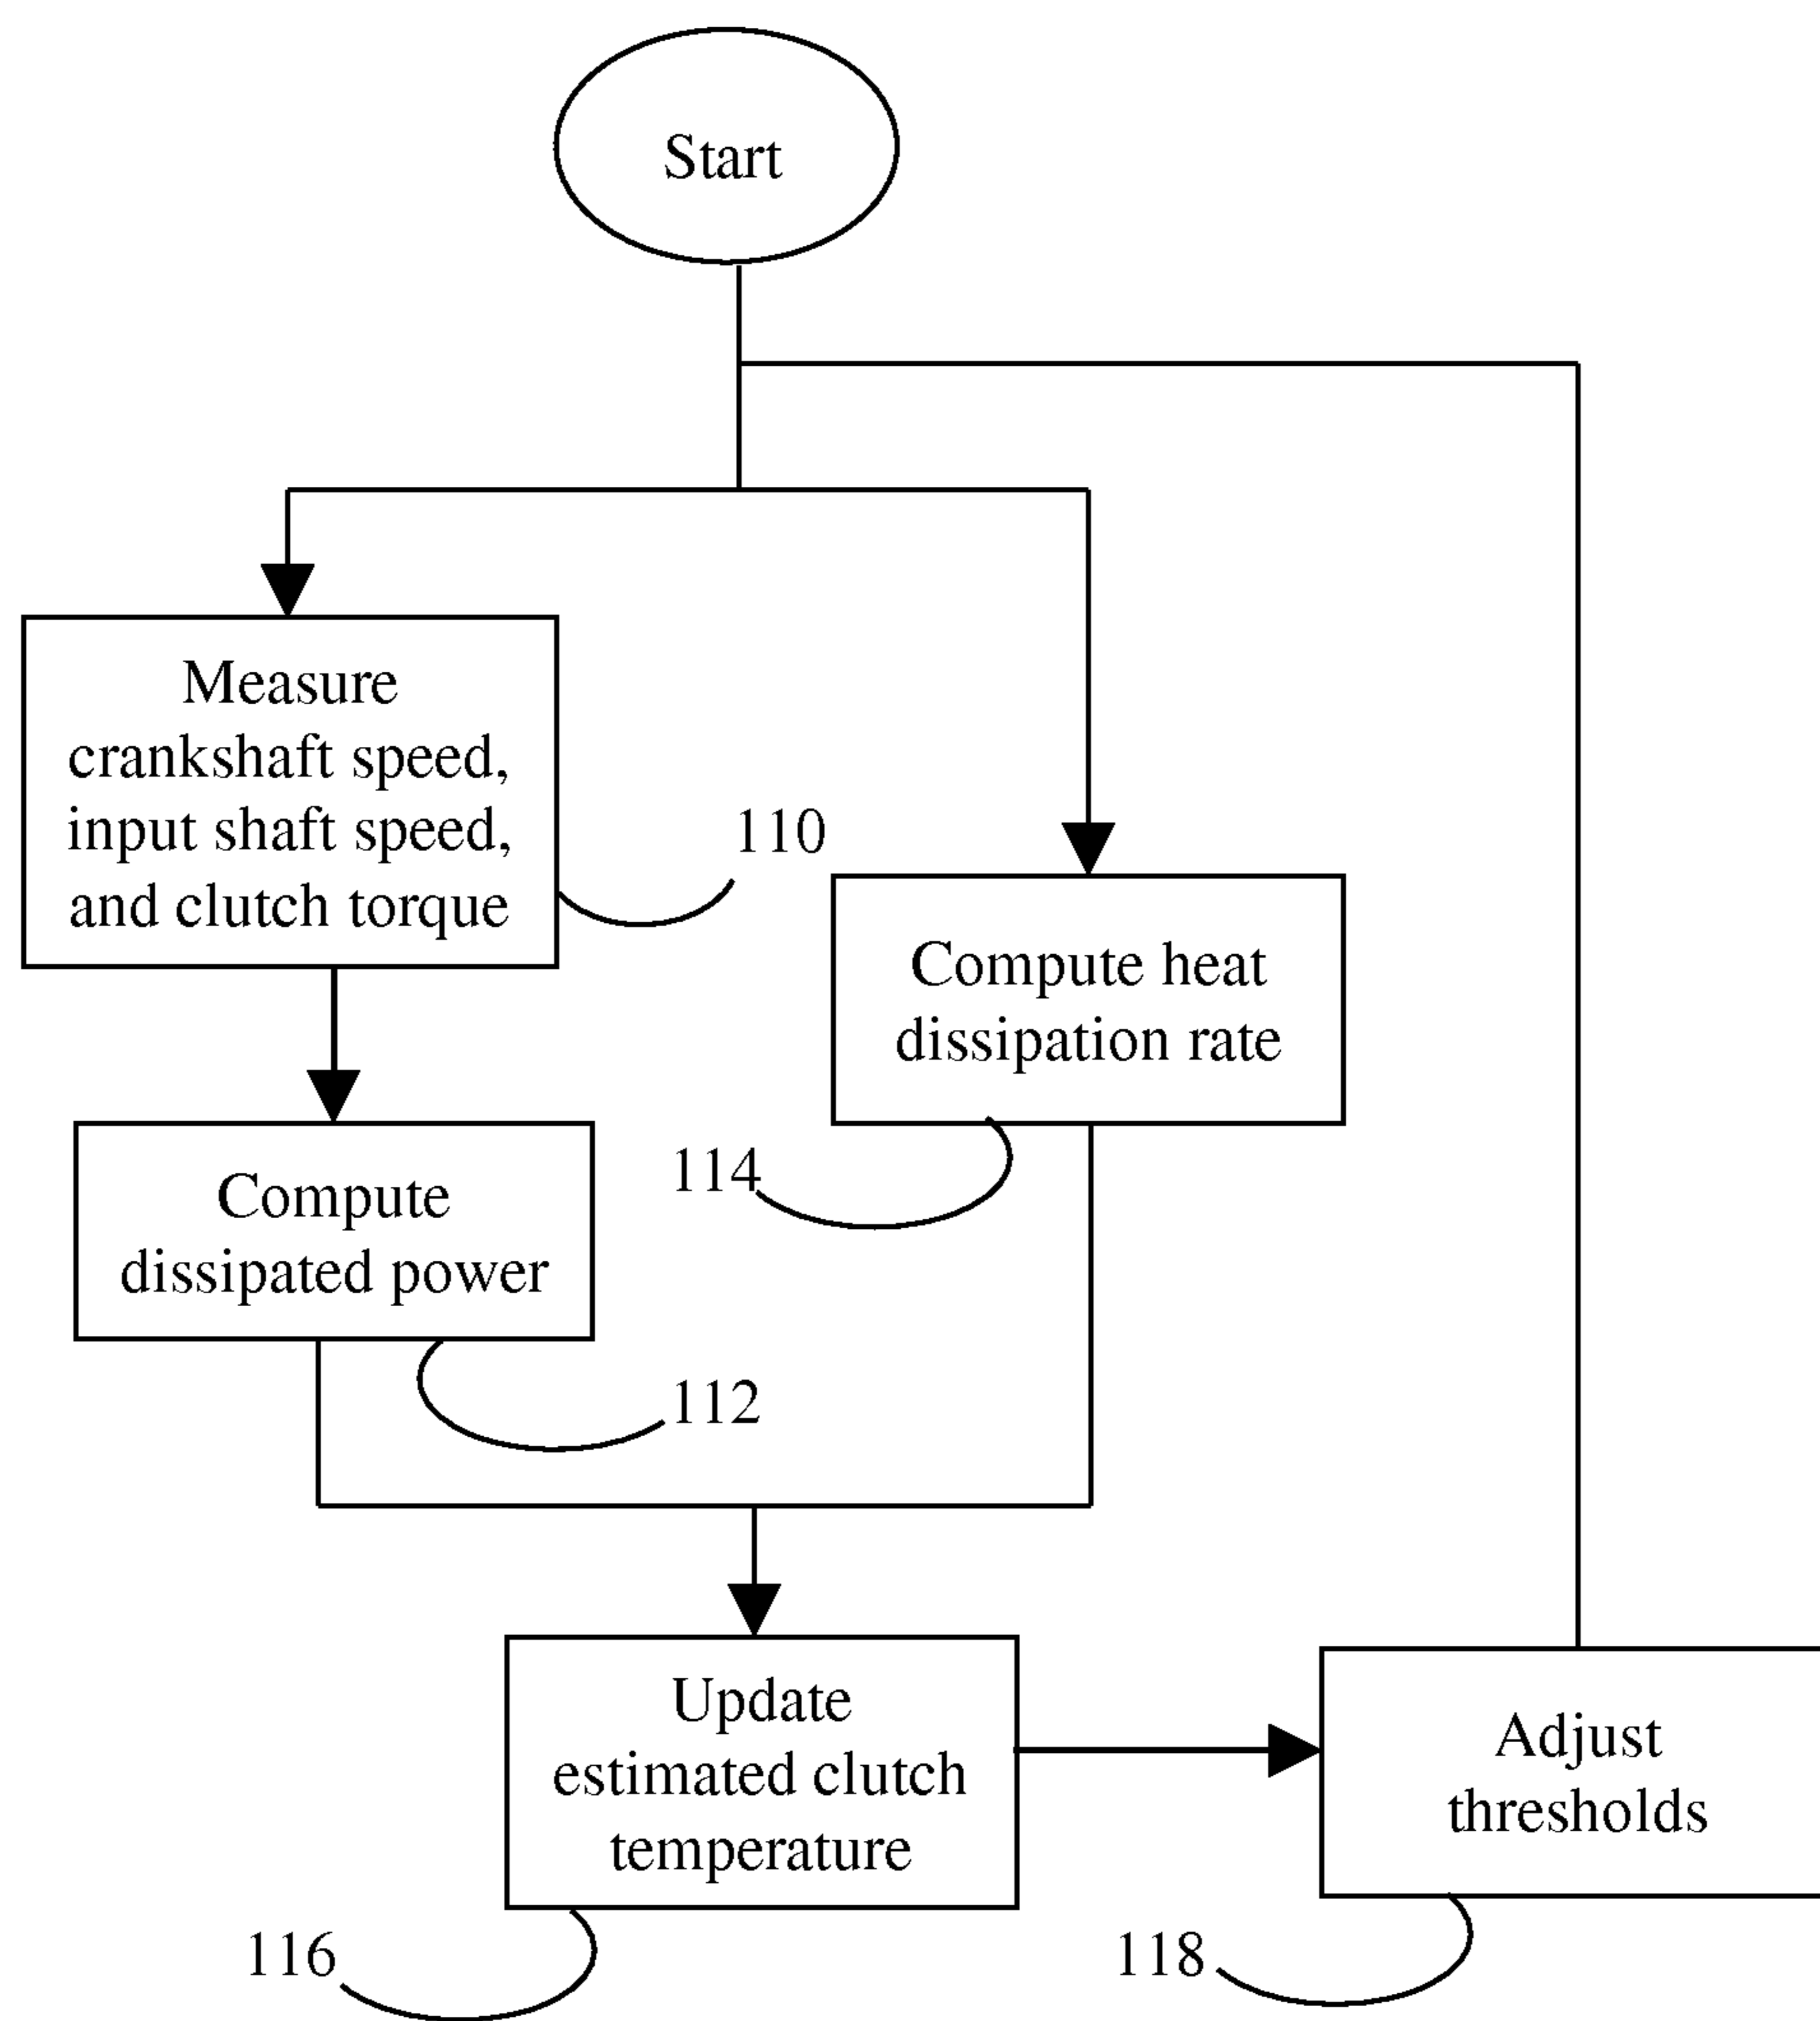 Start
Measure
crankshaft speed,
input shaft speed,
and clutch torque
110
Compute heat
dissipation rate
114
Compute
dissipated power
112
Update
estimated clutch
temperature
116
Adjust
thresholds
118